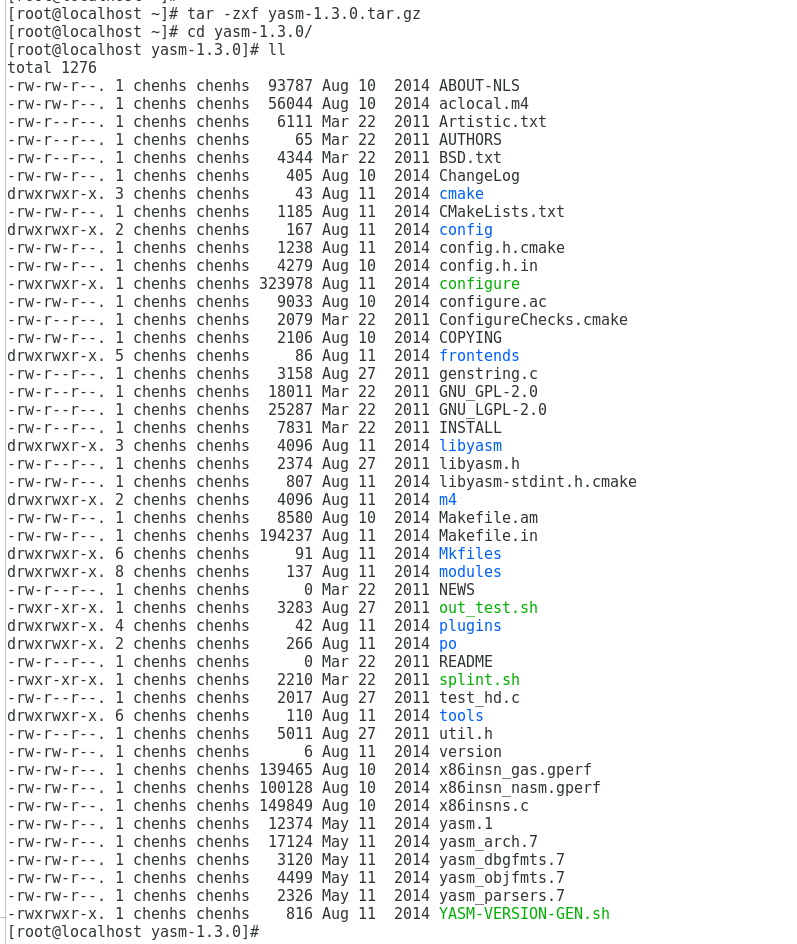 [root@localhost ~]# tar -zxf yasm-1.3.0.tar.gz
[root@localhost ~]# cd yasm-1.3.0/
[root@localhost yasm-1.3.0]# ll
total 1276
-rw-rw-r--. 1 chenhs chenhs  93787 Aug 10  2014 ABOUT-NLS
-rw-rw-r--. 1 chenhs chenhs  56044 Aug 10  2014 aclocal.m4
-rw-r--r--. 1 chenhs chenhs   6111 Mar 22  2011 Artistic.txt
-rw-r--r--. 1 chenhs chenhs     65 Mar 22  2011 AUTHORS
-rw-r--r--. 1 chenhs chenhs   4344 Mar 22  2011 BSD.txt
-rw-rw-r--. 1 chenhs chenhs    405 Aug 10  2014 ChangeLog
drwxrwxr-x. 3 chenhs chenhs     43 Aug 11  2014 cmake
-rw-rw-r--. 1 chenhs chenhs   1185 Aug 11  2014 CMakeLists.txt
drwxrwxr-x. 2 chenhs chenhs    167 Aug 11  2014 config
-rw-rw-r--. 1 chenhs chenhs   1238 Aug 11  2014 config.h.cmake
-rw-rw-r--. 1 chenhs chenhs   4279 Aug 10  2014 config.h.in
-rwxrwxr-x. 1 chenhs chenhs 323978 Aug 11  2014 configure
-rw-rw-r--. 1 chenhs chenhs   9033 Aug 10  2014 configure.ac
-rw-r--r--. 1 chenhs chenhs   2079 Mar 22  2011 ConfigureChecks.cmake
-rw-rw-r--. 1 chenhs chenhs   2106 Aug 10  2014 COPYING
drwxrwxr-x. 5 chenhs chenhs     86 Aug 11  2014 frontends
-rw-r--r--. 1 chenhs chenhs   3158 Aug 27  2011 genstring.c
-rw-r--r--. 1 chenhs chenhs  18011 Mar 22  2011 GNU_GPL-2.0
-rw-r--r--. 1 chenhs chenhs  25287 Mar 22  2011 GNU_LGPL-2.0
-rw-r--r--. 1 chenhs chenhs   7831 Mar 22  2011 INSTALL
drwxrwxr-x. 3 chenhs chenhs   4096 Aug 11  2014 libyasm
-rw-r--r--. 1 chenhs chenhs   2374 Aug 27  2011 libyasm.h
-rw-rw-r--. 1 chenhs chenhs    807 Aug 11  2014 libyasm-stdint.h.cmake
drwxrwxr-x. 2 chenhs chenhs   4096 Aug 11  2014 m4
-rw-rw-r--. 1 chenhs chenhs   8580 Aug 10  2014 Makefile.am
-rw-rw-r--. 1 chenhs chenhs 194237 Aug 11  2014 Makefile.in
drwxrwxr-x. 6 chenhs chenhs     91 Aug 11  2014 Mkfiles
drwxrwxr-x. 8 chenhs chenhs    137 Aug 11  2014 modules
-rw-r--r--. 1 chenhs chenhs      0 Mar 22  2011 NEWS
-rwxr-xr-x. 1 chenhs chenhs   3283 Aug 27  2011 out_test.sh
drwxrwxr-x. 4 chenhs chenhs     42 Aug 11  2014 plugins
drwxrwxr-x. 2 chenhs chenhs    266 Aug 11  2014 po
-rw-r--r--. 1 chenhs chenhs      0 Mar 22  2011 README
-rwxr-xr-x. 1 chenhs chenhs   2210 Mar 22  2011 splint.sh
-rw-r--r--. 1 chenhs chenhs   2017 Aug 27  2011 test_hd.c
drwxrwxr-x. 6 chenhs chenhs    110 Aug 11  2014 tools
-rw-r--r--. 1 chenhs chenhs   5011 Aug 27  2011 util.h
-rw-rw-r--. 1 chenhs chenhs      6 Aug 11  2014 version
-rw-rw-r--. 1 chenhs chenhs 139465 Aug 10  2014 x86insn_gas.gperf
-rw-rw-r--. 1 chenhs chenhs 100128 Aug 10  2014 x86insn_nasm.gperf
-rw-rw-r--. 1 chenhs chenhs 149849 Aug 10  2014 x86insns.c
-rw-rw-r--. 1 chenhs chenhs  12374 May 11  2014 yasm.1
-rw-rw-r--. 1 chenhs chenhs  17124 May 11  2014 yasm_arch.7
-rw-rw-r--. 1 chenhs chenhs   3120 May 11  2014 yasm_dbgfmts.7
-rw-rw-r--. 1 chenhs chenhs   4499 May 11  2014 yasm_objfmts.7
-rw-rw-r--. 1 chenhs chenhs   2326 May 11  2014 yasm_parsers.7
-rwxrwxr-x. 1 chenhs chenhs    816 Aug 11  2014 YASM-VERSION-GEN.sh
[root@localhost yasm-1.3.0]#